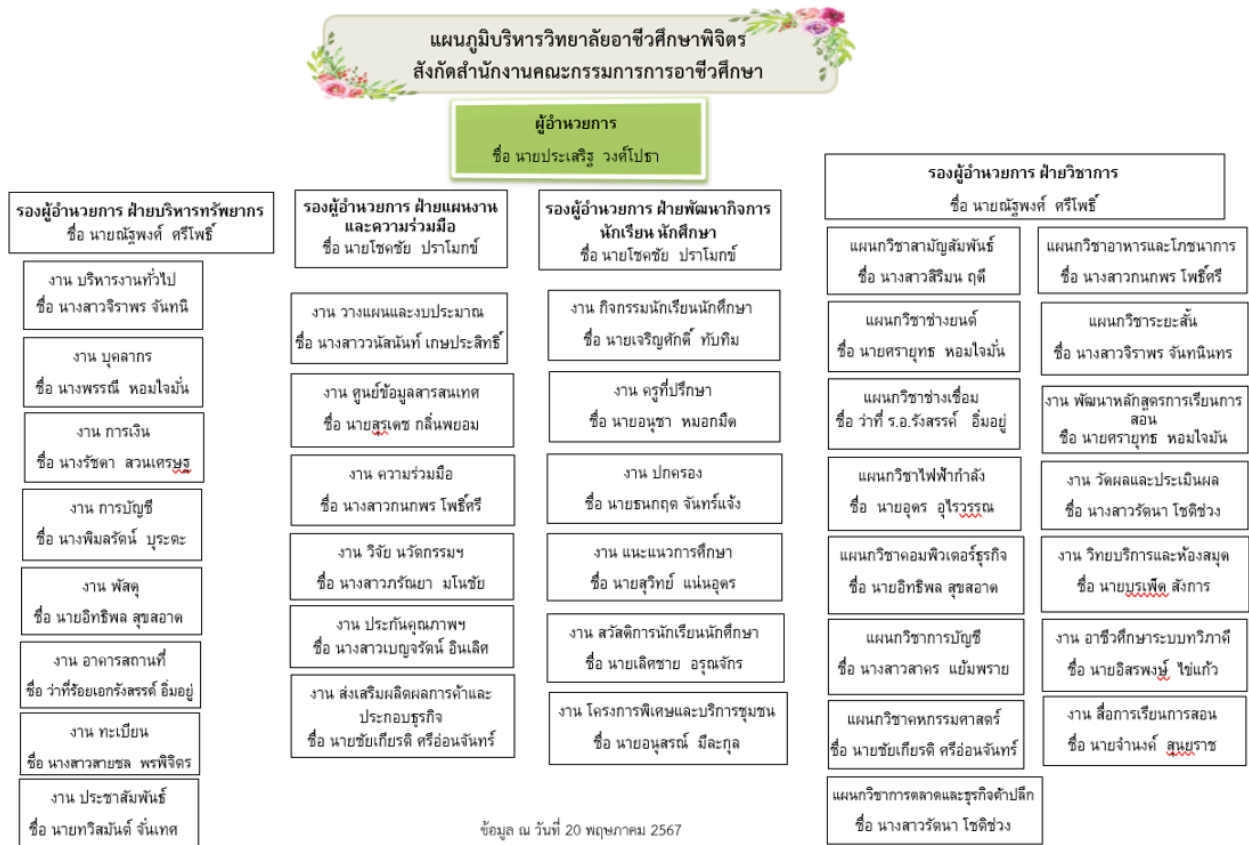 แผนภูมิบริหารวิทยาลัยอาชีวศึกษาพิจิตร
สังกัดสำนักงานคณะกรรมการการอาชีวศึกษา
ผู้อำนวยการ
ชื่อ นายประเสริฐ วงศ์โปธา
รองผู้อำนวยการ ฝ่ายบริหารทรัพยากร
ชื่อ นายณัฐพงศ์ ศรีโพธิ์
งาน บริหารงานทั่วไป
ชื่อ นางสาวจิราพร จันทนิ
งาน บุคลากร
ชื่อ นางพรรณี หอมใจมั่น
งาน การเงิน
ชื่อ นางรัชดา สวนเศรษฐ
งาน การบัญชี
ชื่อ นางพิมลรัตน์ บุระตะ
งาน พัสดุ
ชื่อ นายอิทธิพล สุขสอาด
งาน อาคารสถานที่
ชื่อ ว่าที่ร้อยเอกรังสรรค์ อิ่มอยู่
งาน ทะเบียน
ชื่อ นางสาวสายชล พรพิจิตร
งาน ประชาสัมพันธ์
ชื่อ นายทวิสมันต์ จั่นเทศ
รองผู้อำนวยการ ฝ่ายแผนงาน
และความร่วมมือ
ชื่อ นายโชคชัย ปราโมกข์
งาน วางแผนและงบประมาณ
ชื่อ นางสาววนัสนันท์ เกษประสิทธิ์
งาน ศูนย์ข้อมูลสารสนเทศ
ชื่อ นายสุรเดช กลิ่นพยอม
งาน ความร่วมมือ
ชื่อ นางสาวกนกพร โพธิ์ศรี
งาน วิจัย นวัตกรรมฯ
ชื่อ นางสาวภรัณยา มโนชัย
งาน ประกันคุณภาพฯ
ชื่อ นางสาวเบญจรัตน์ อินเลิศ
งาน ส่งเสริมผลิตผลการค้าและ
ประกอบธุรกิจ
ชื่อ นายชัยเกียรติ ศรีอ่อนจันทร์
รองผู้อำนวยการ ฝ่ายพัฒนากิจการ
นักเรียน นักศึกษา
ชื่อ นายโชคชัย ปราโมกข์
งาน กิจกรรมนักเรียนนักศึกษา
ชื่อ นายเจริญศักดิ์ ทับทิม
งาน ครูที่ปรึกษา
ชื่อ นายอนุชา หมอกมืด
งาน ปกครอง
ชื่อ นายธนกฤต จันทร์แจ้ง
งาน แนะแนวการศึกษา
ชื่อ นายสุวิทย์ แน่นอุดร
งาน สวัสดิการนักเรียนนักศึกษา
ชื่อ นายเลิศชาย อรุณจักร
งาน โครงการพิเศษและบริการชุมชน
ชื่อ นายอนุสรณ์ มีละกุล
รองผู้อำนวยการ ฝ่ายวิชาการ
ชื่อ นายณัฐพงศ์ ศรีโพธิ์
แผนกวิชาสามัญสัมพันธ์
ชื่อ นางสาวสิริมน ฤดี
แผนกวิชาช่างยนต์
ชื่อ นายศรายุทธ หอมใจมั่น
แผนกวิชาช่างเชื่อม
ชื่อ ว่าที่ ร.อ.รังสรรค์ อิ่มอยู่
แผนกวิชาไฟฟ้ากำลัง
ชื่อ นายอุดร อุไรวรรณ
แผนกวิชาคอมพิวเตอร์ธุรกิจ
ชื่อ นายอิทธิพล สุขสอาด
แผนกวิชาการบัญชี
ชื่อ นางสาวสาคร แย้มพราย
แผนกวิชาคหกรรมศาสตร์
ชื่อ นายชัยเกียรติ ศรีอ่อนจันทร์
แผนกวิชาการตลาดและธุรกิจค้าปลึก
ชื่อ นางสาวรัตนา โชติช่วง
แผนกวิชาอาหารและโภชนาการ
ชื่อ นางสาวกนกพร โพธิ์ศรี
แผนกวิชาระยะสั้น
ชื่อ นางสาวจิราพร จันทนินทร
งาน พัฒนาหลักสูตรการเรียนการ
สอน
ชือ นายศรายุทธ หอมใจมัน
งาน วัดผลและประเมินผล
ชื่อ นางสาวรัตนา โชติช่วง
งาน วิทยบริการและห้องสมุด
ชื่อ นายบูรเพ็ด สังการ
งาน อาชีวศึกษาระบบทวิภาคี
ชื่อ นายอิสรพงษ์ ไข่แก้ว
งาน สื่อการเรียนการสอน
ชื่อ นายจำนงค์ สูนยราช
ข้อมูล ณ วันที่ 20 พฤษภาคม 2567